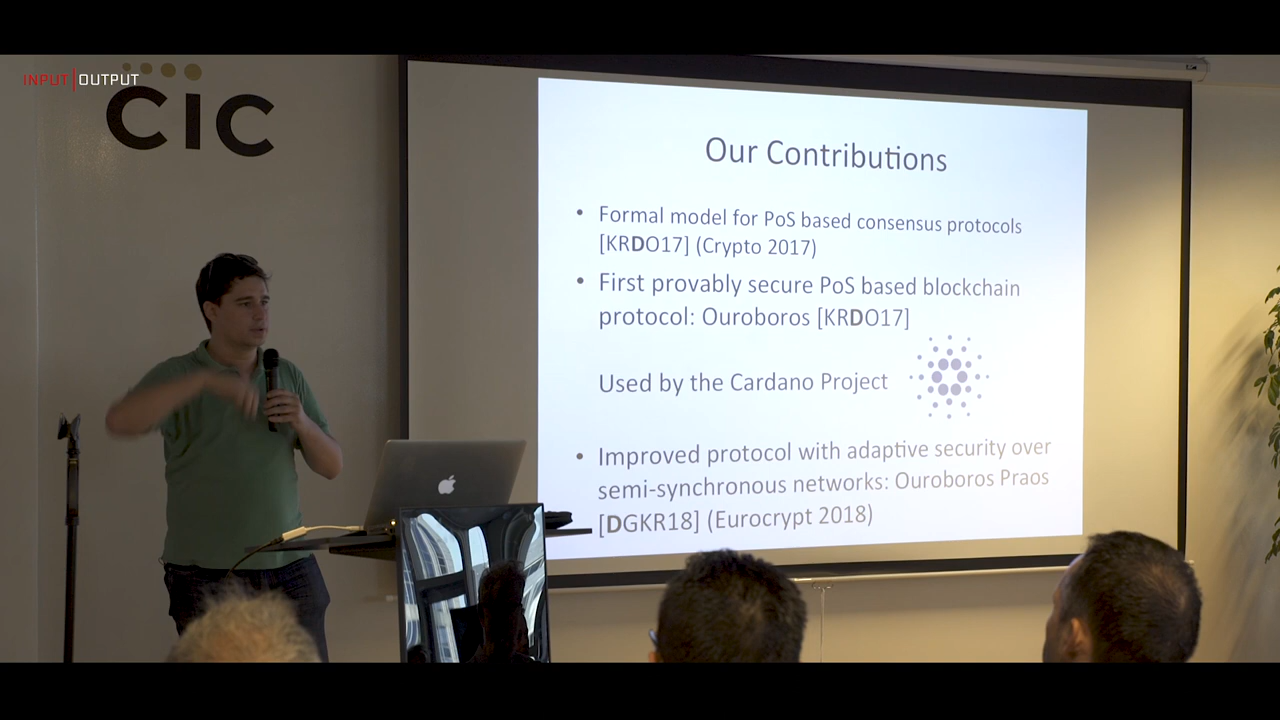 INPUT|OUTPUT
CIC
Our Contributions
• Formal model for PoS based consensus protocols
[KRDO17] (Crypto 2017)
• First provably secure PoS based blockchain
protocol: Ouroboros [KRDO17]
Used by the Cardano Project
• Improved protocol with adaptive security over
semi-synchronous networks: Ouroboros Praos
[DGKR18] (Eurocrypt 2018)